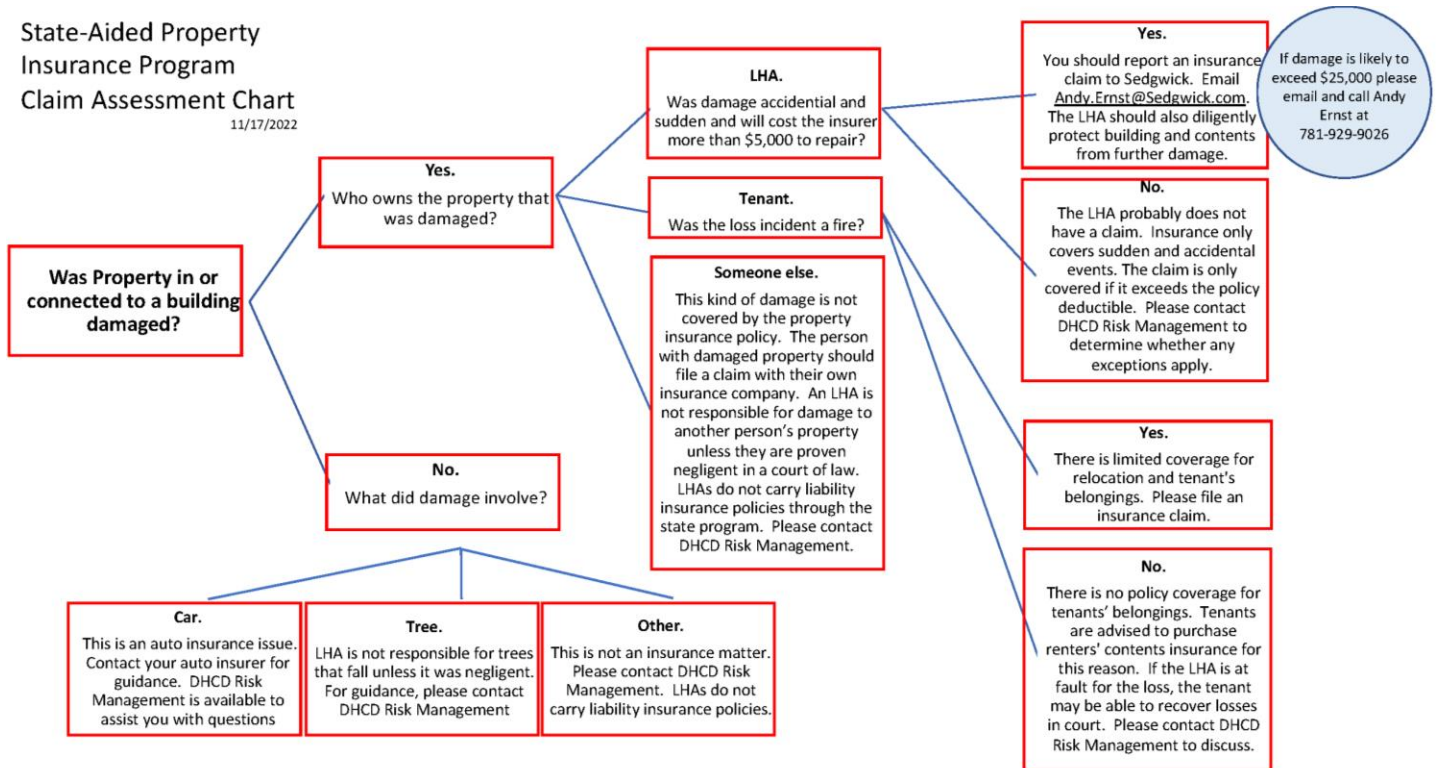 State-Aided Property
Insurance Program
Claim Assessment Chart
11/17/2022
Was Property in or
connected to a building
damaged?
Yes.
Who owns the property that
was damaged?
No.
What did damage involve?
Car.
This is an auto insurance issue.
Contact your auto insurer for
guidance. DHCD Risk
Management is available to
assist you with questions
Tree.
LHA is not responsible for trees
that fall unless it was negligent.
For guidance, please contact
DHCD Risk Management
Other.
This is not an insurance matter.
Please contact DHCD Risk
Management. LHAs do not
carry liability insurance policies.
LHA.
Was damage accidential and
sudden and will cost the insurer
more than $5,000 to repair?
Tenant.
Was the loss incident a fire?
Someone else.
This kind of damage is not
covered by the property
insurance policy. The person
with damaged property should
file a claim with their own
insurance company. An LHA is
not responsible for damage to
another person's property
unless they are proven
negligent in a court of law.
LHAs do not carry liability
insurance policies through the
state program. Please contact
DHCD Risk Management.
Yes.
You should report an insurance
claim to Sedgwick. Email
Andy.Ernst@Sedgwick.com.
The LHA should also diligently
protect building and contents
from further damage.
If damage is likely to
exceed $25,000 please
email and call Andy
Ernst at
781-929-9026
No.
The LHA probably does not
have a claim. Insurance only
covers sudden and accidental
events. The claim is only
covered if it exceeds the policy
deductible. Please contact
DHCD Risk Management to
determine whether any
exceptions apply.
Yes.
There is limited coverage for
relocation and tenant's
belongings. Please file an
insurance claim.
No.
There is no policy coverage for
tenants' belongings. Tenants
are advised to purchase
renters' contents insurance for
this reason. If the LHA is at
fault for the loss, the tenant
may be able to recover losses
in court. Please contact DHCD
Risk Management to discuss.